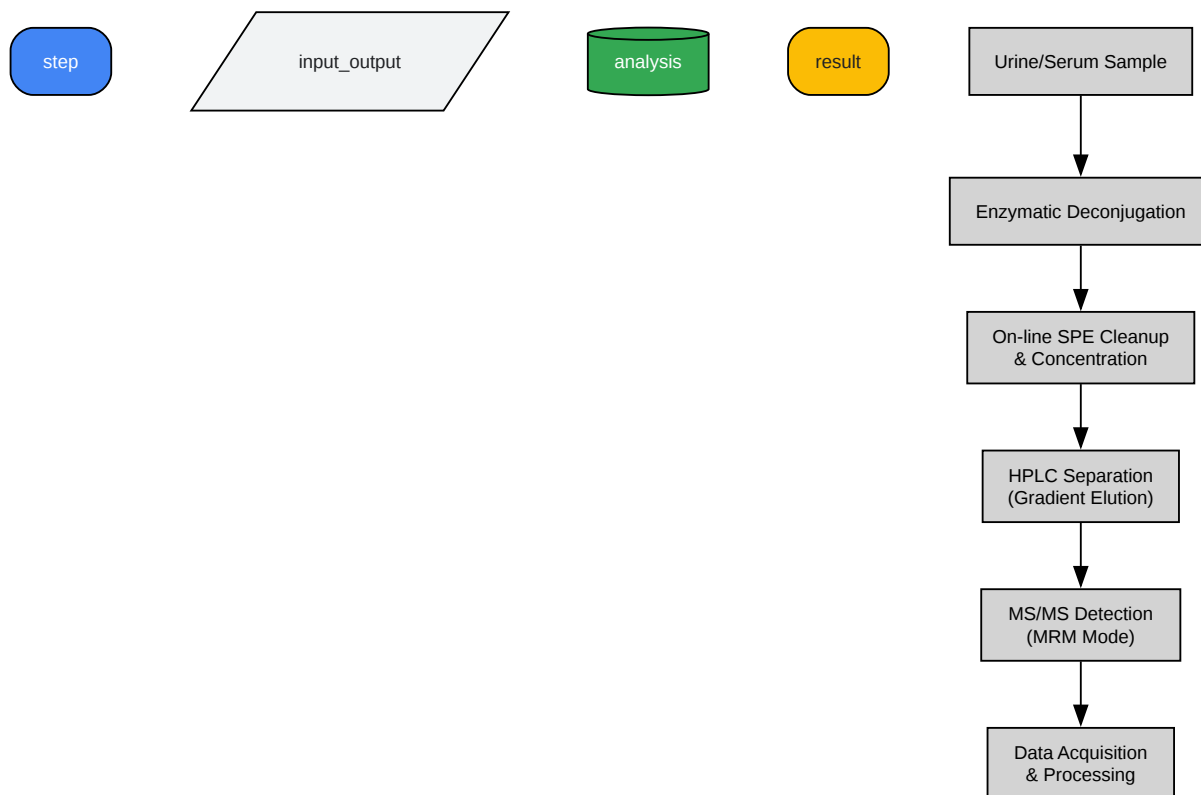 step
input_output
analysis
result
Urine/Serum Sample
Enzymatic Deconjugation
On-line SPE Cleanup
& Concentration
HPLC Separation
(Gradient Elution)
MS/MS Detection
(MRM Mode)
Data Acquisition
& Processing